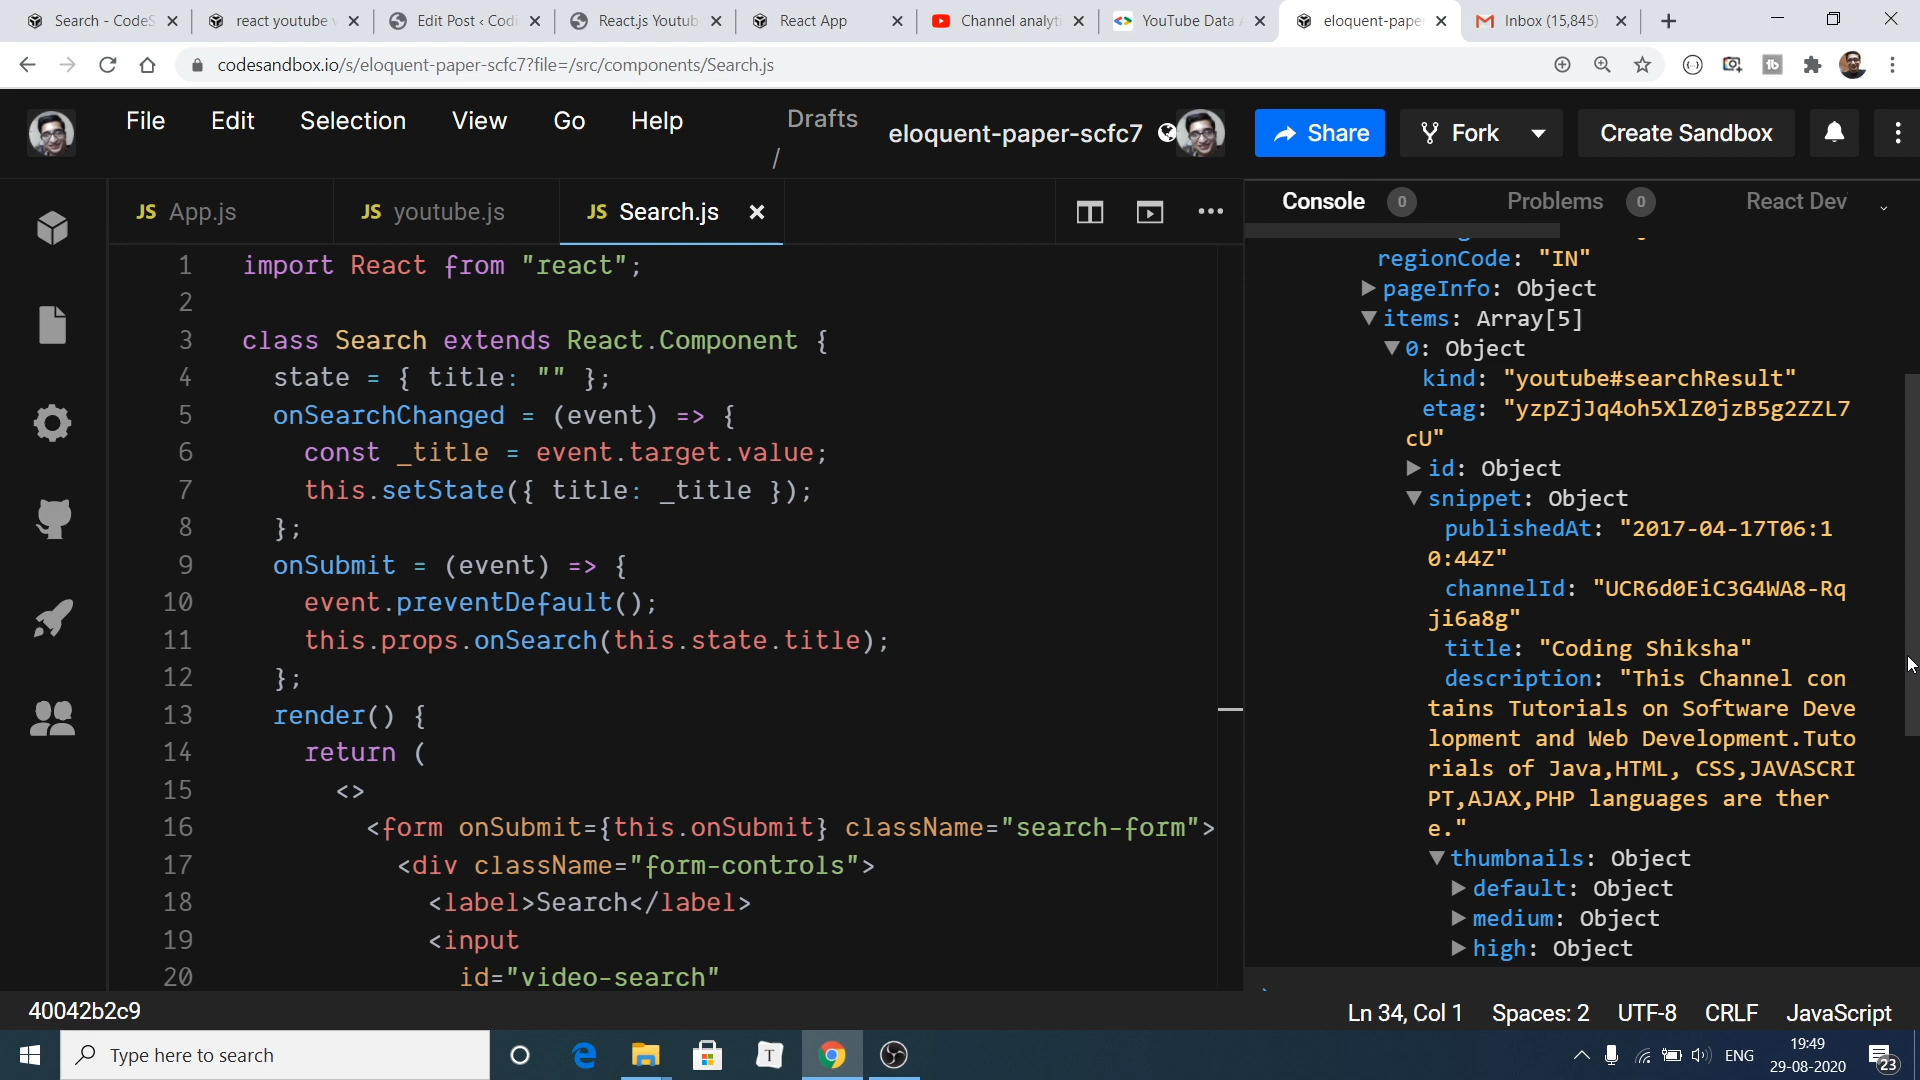 Search - CodeS
react youtube v
Edit Post ‹ Codi
React.js Youtub
React App
Channel analyti
YouTube Data A
eloquent-paper
Inbox (15,845)
codesandbox.io/s/eloquent-paper-scfc7?file=/src/components/Search.js
File Edit Selection View Go Help
Drafts
/
eloquent-paper-scfc7
Share
Fork
Create Sandbox
JS App.js
JS youtube.js
JS Search.js
Console 0
Problems 0
React Dev
1 import React from "react";
2
3 class Search extends React.Component {
4 state = { title: "" };
5 onSearchChanged = (event) => {
6 const _title = event.target.value;
7 this.setState({ title: _title });
8 };
9 onSubmit = (event) => {
10 event.preventDefault();
11 this.props.onSearch(this.state.title);
12 };
13 render() {
14 return (
15 <>
16 <form onSubmit={this.onSubmit} className="search-form">
17 <div className="form-controls">
18 <label>Search</label>
19 <input
20 id="video-search"
regionCode: "IN"
pageInfo: Object
items: Array[5]
0: Object
kind: "youtube#searchResult"
etag: "yzpZjJq4oh5XlZ0jzB5g2ZZL7
cU"
id: Object
snippet: Object
publishedAt: "2017-04-17T06:1
0:44Z"
channelId: "UCR6d0EiC3G4WA8-Rq
ji6a8g"
title: "Coding Shiksha"
description: "This Channel con
tains Tutorials on Software Deve
lopment and Web Development.Tuto
rials of Java,HTML, CSS,JAVASCRI
PT,AJAX,PHP languages are ther
e."
thumbnails: Object
default: Object
medium: Object
high: Object
40042b2c9
Ln 34, Col 1
Spaces: 2
UTF-8
CRLF
JavaScript
Type here to search
T
ENG
19:49
29-08-2020
23